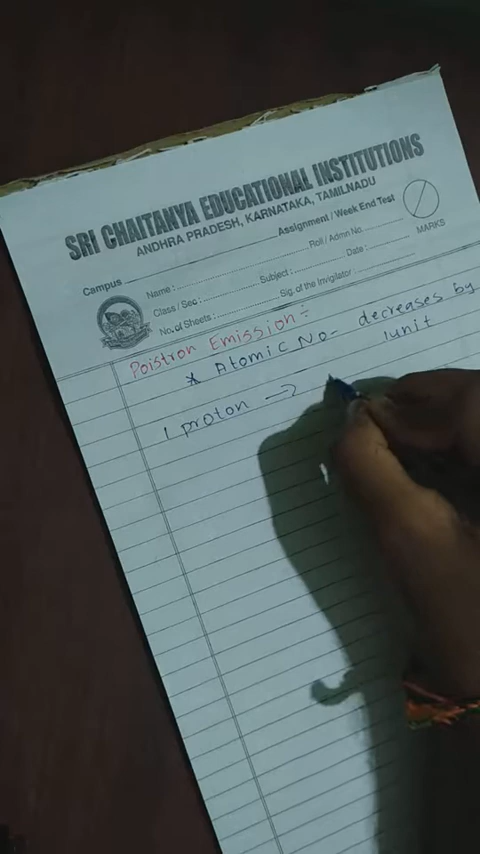 SRI CHAITANYA EDUCATIONAL INSTITUTIONS
ANDHRA PRADESH, KARNATAKA, TAMILNADU
Campus Assignment / Week End Test
Name : Roll / Admn No. MARKS
Class / Sec : Subject : Date :
No. of Sheets : Sig. of the Invigilator :
Poistron Emission:-
* Atomic No- decreases by
1unit
1 proton →